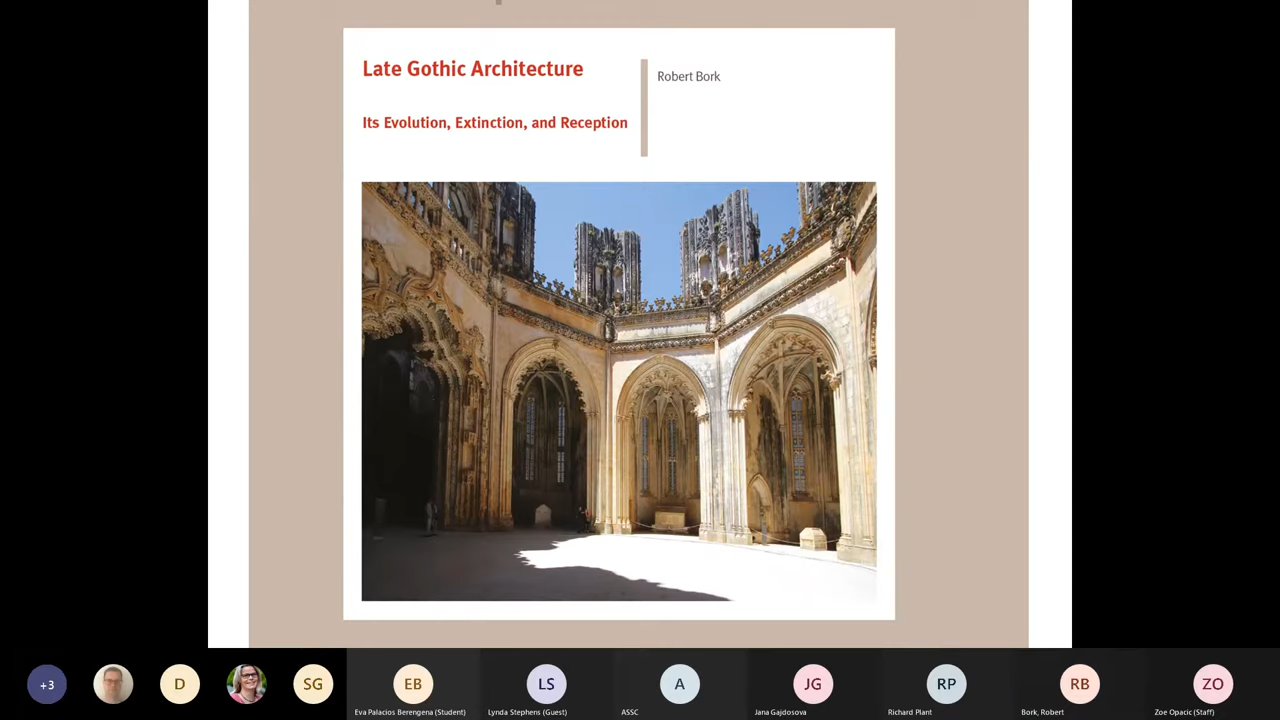 Late Gothic Architecture
Robert Bork
Its Evolution, Extinction, and Reception
+3
D
SG
EB
LS
A
JG
RP
RB
ZO
Eva Palacios Berengena (Student)
Lynda Stephens (Guest)
ASSC
Jana Gajdosova
Richard Plant
Bork, Robert
Zoe Opacic (Staff)